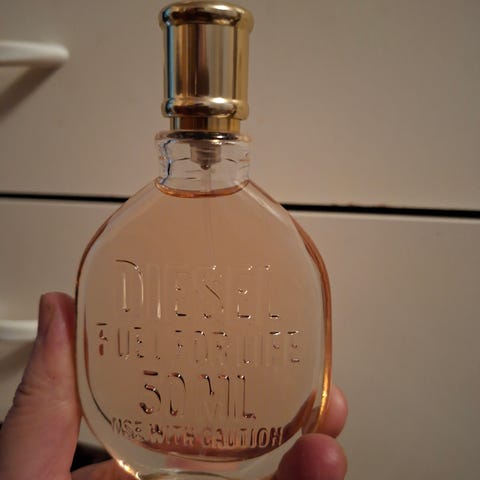 DIESEL
FUEL FOR LIFE
50 ML
USE WITH CAUTION